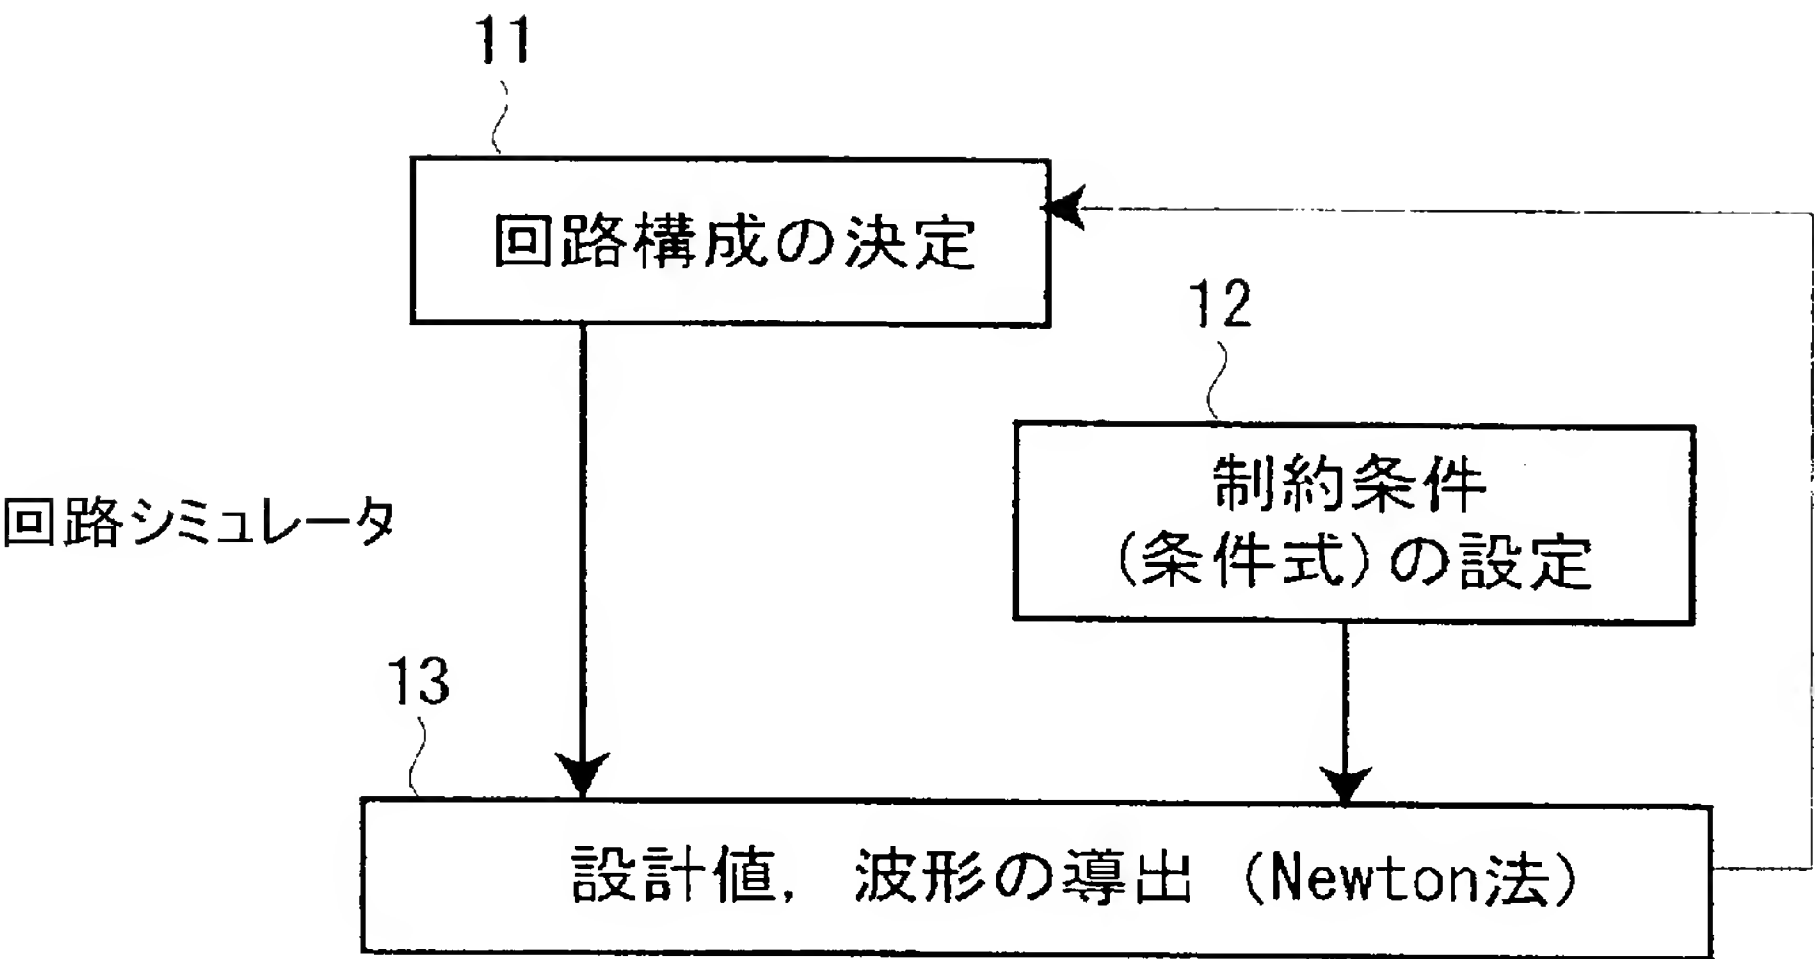 11
回路構成の決定
12
制約条件
(条件式)の設定
回路シミュレータ
13
設計値，波形の導出 (Newton法)